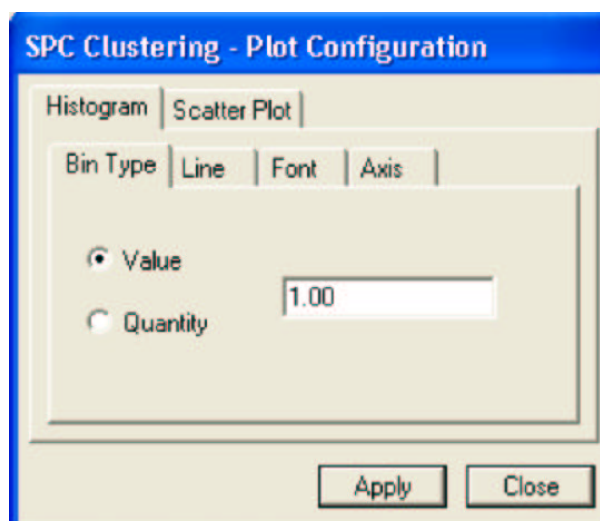 SPC Clustering - Plot Configuration
Histogram Scatter Plot
Bin Type Line Font Axis
Value
1.00
Quantity
Apply Close